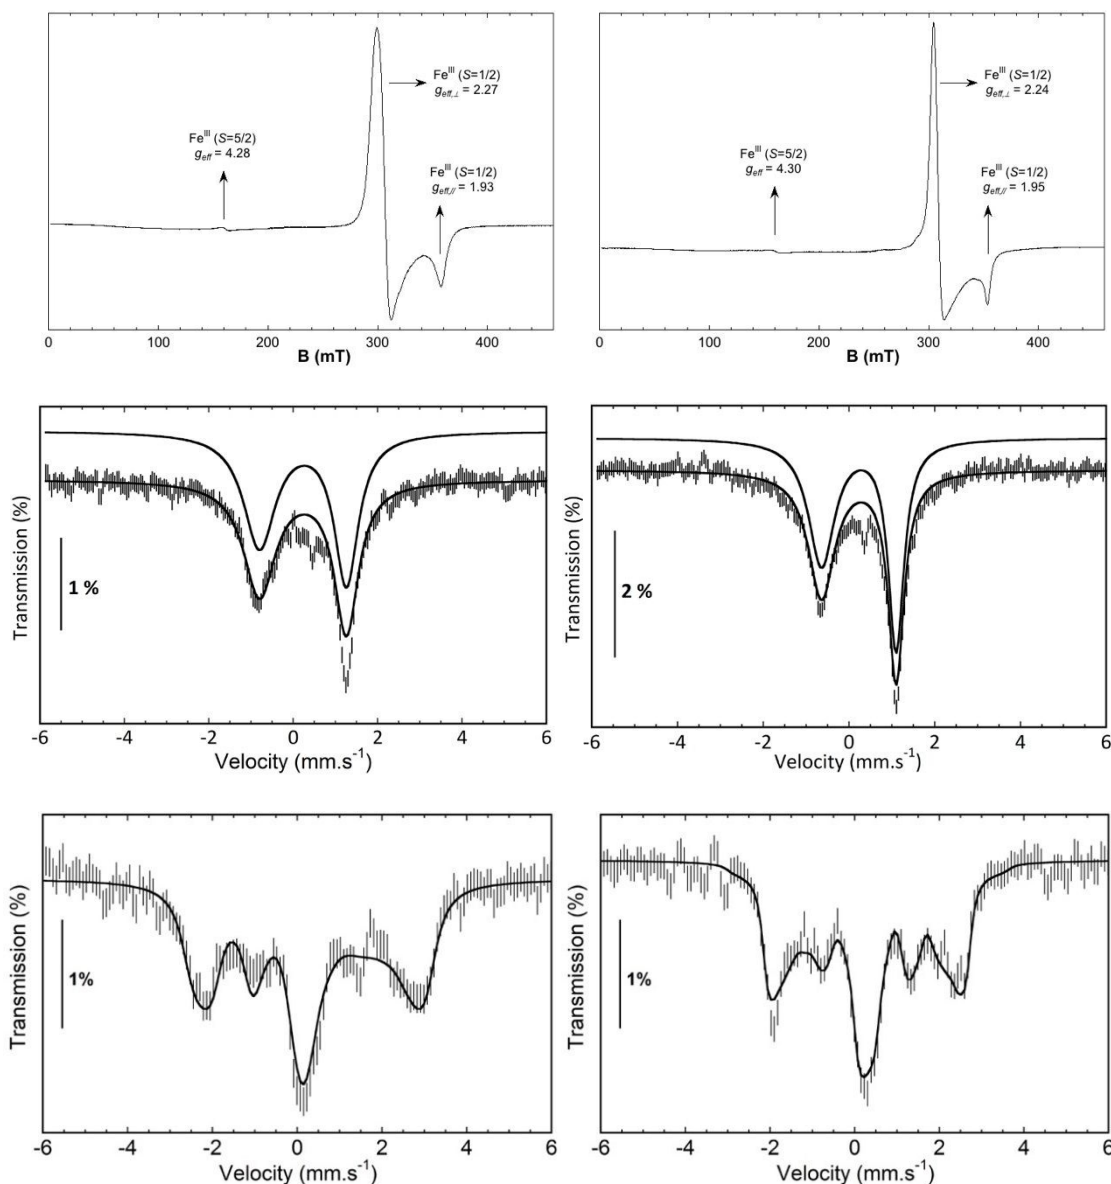 Fe^III (S=1/2)
g_eff,⊥ = 2.27
Fe^III (S=5/2)
g_eff = 4.28
Fe^III (S=1/2)
g_eff,// = 1.93
0 100 200 300 400
B (mT)
Fe^III (S=1/2)
g_eff,⊥ = 2.24
Fe^III (S=5/2)
g_eff = 4.30
Fe^III (S=1/2)
g_eff,// = 1.95
0 100 200 300 400
B (mT)
Transmission (%)
1 %
-6 -4 -2 0 2 4 6
Velocity (mm.s^-1)
Transmission (%)
2 %
-6 -4 -2 0 2 4 6
Velocity (mm.s^-1)
Transmission (%)
1%
-6 -4 -2 0 2 4 6
Velocity (mm.s^-1)
Transmission (%)
1%
-6 -4 -2 0 2 4 6
Velocity (mm.s^-1)